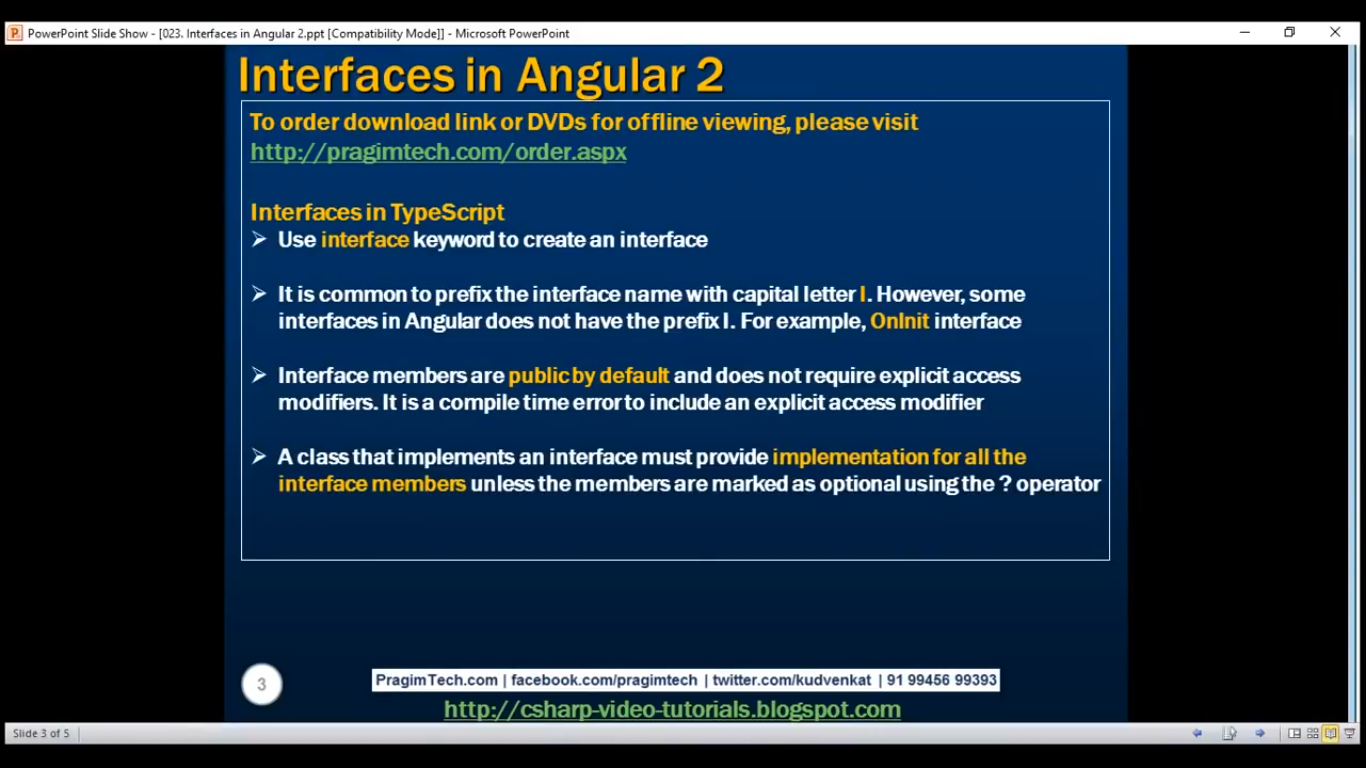 PowerPoint Slide Show - [023. Interfaces in Angular 2.ppt [Compatibility Mode]] - Microsoft PowerPoint
Interfaces in Angular 2
To order download link or DVDs for offline viewing, please visit
http://pragimtech.com/order.aspx
Interfaces in TypeScript
➢ Use interface keyword to create an interface
➢ It is common to prefix the interface name with capital letter I. However, some
interfaces in Angular does not have the prefix I. For example, OnInit interface
➢ Interface members are public by default and does not require explicit access
modifiers. It is a compile time error to include an explicit access modifier
➢ A class that implements an interface must provide implementation for all the
interface members unless the members are marked as optional using the ? operator
3
PragimTech.com | facebook.com/pragimtech | twitter.com/kudvenkat | 91 99456 99393
http://csharp-video-tutorials.blogspot.com
Slide 3 of 5